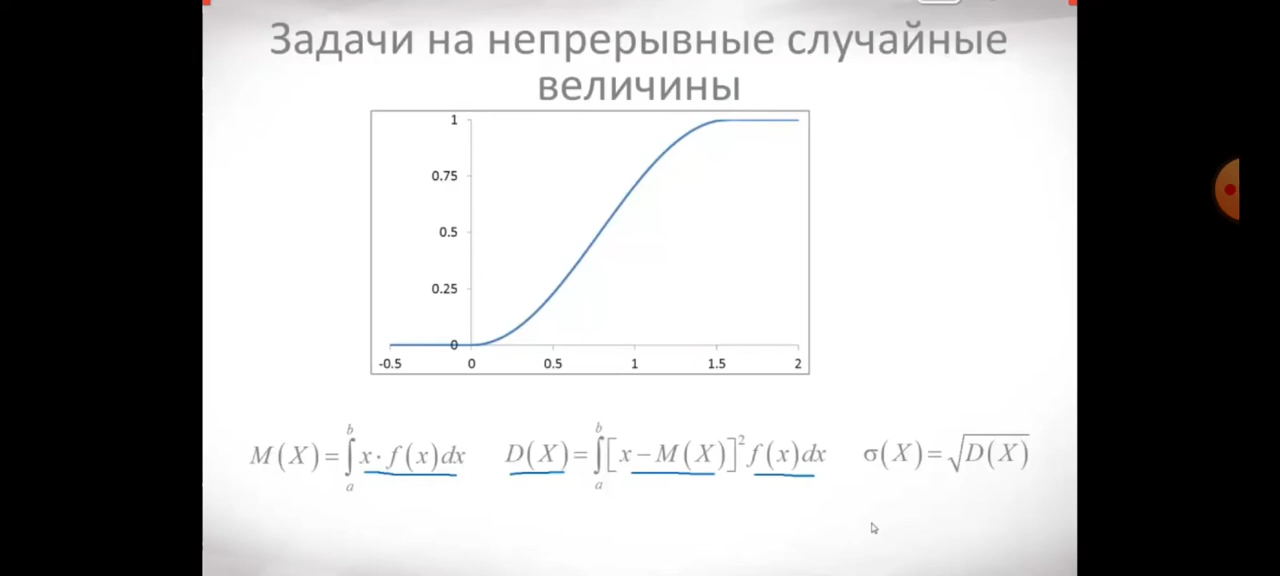 Задачи на непрерывные случайные
величины
1
0.75
0.5
0.25
0
-0.5 0 0.5 1 1.5 2
M(X)=∫ₐᵇ x·f(x)dx D(X)=∫ₐᵇ[x−M(X)]²f(x)dx σ(X)=√D(X)